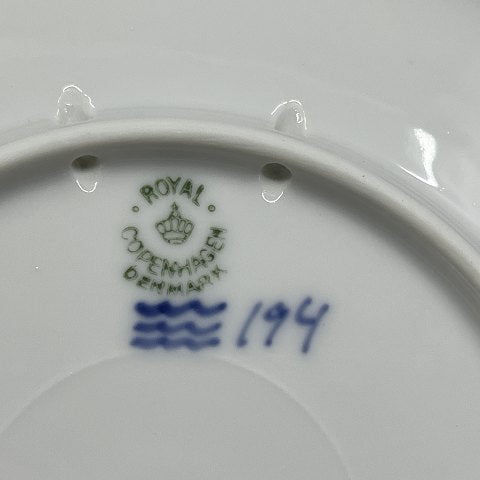 ROYAL
COPENHAGEN
DENMARK
194